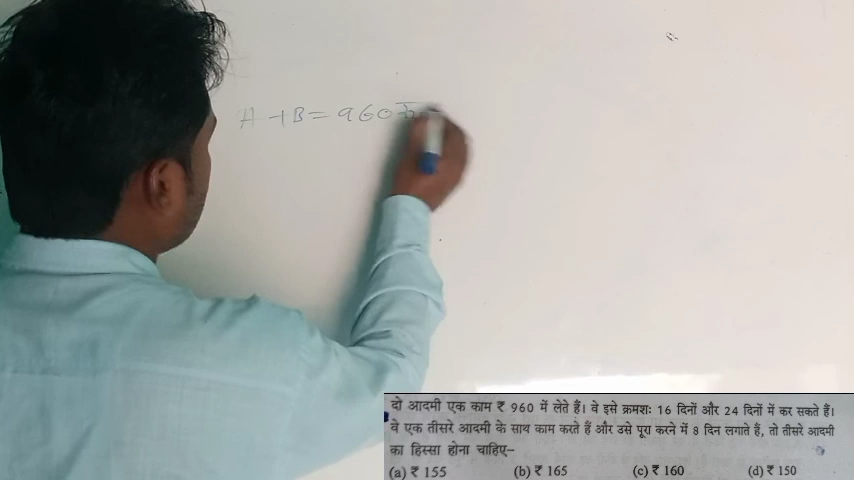 A + B = 960 रू
दो आदमी एक काम ₹ 960 में लेते हैं। वे इसे क्रमशः 16 दिनों और 24 दिनों में कर सकते हैं।
वे एक तीसरे आदमी के साथ काम करते हैं और उसे पूरा करने में 8 दिन लगाते हैं, तो तीसरे आदमी
का हिस्सा होना चाहिए–
(a) ₹ 155 (b) ₹ 165 (c) ₹ 160 (d) ₹ 150